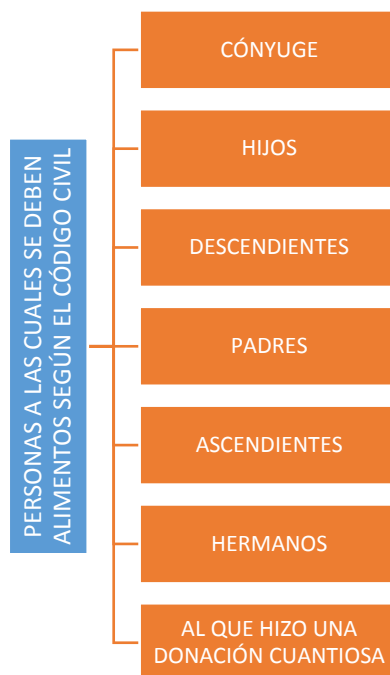 PERSONAS A LAS CUALES SE DEBEN
ALIMENTOS SEGÚN EL CÓDIGO CIVIL
CÓNYUGE
HIJOS
DESCENDIENTES
PADRES
ASCENDIENTES
HERMANOS
AL QUE HIZO UNA
DONACIÓN CUANTIOSA